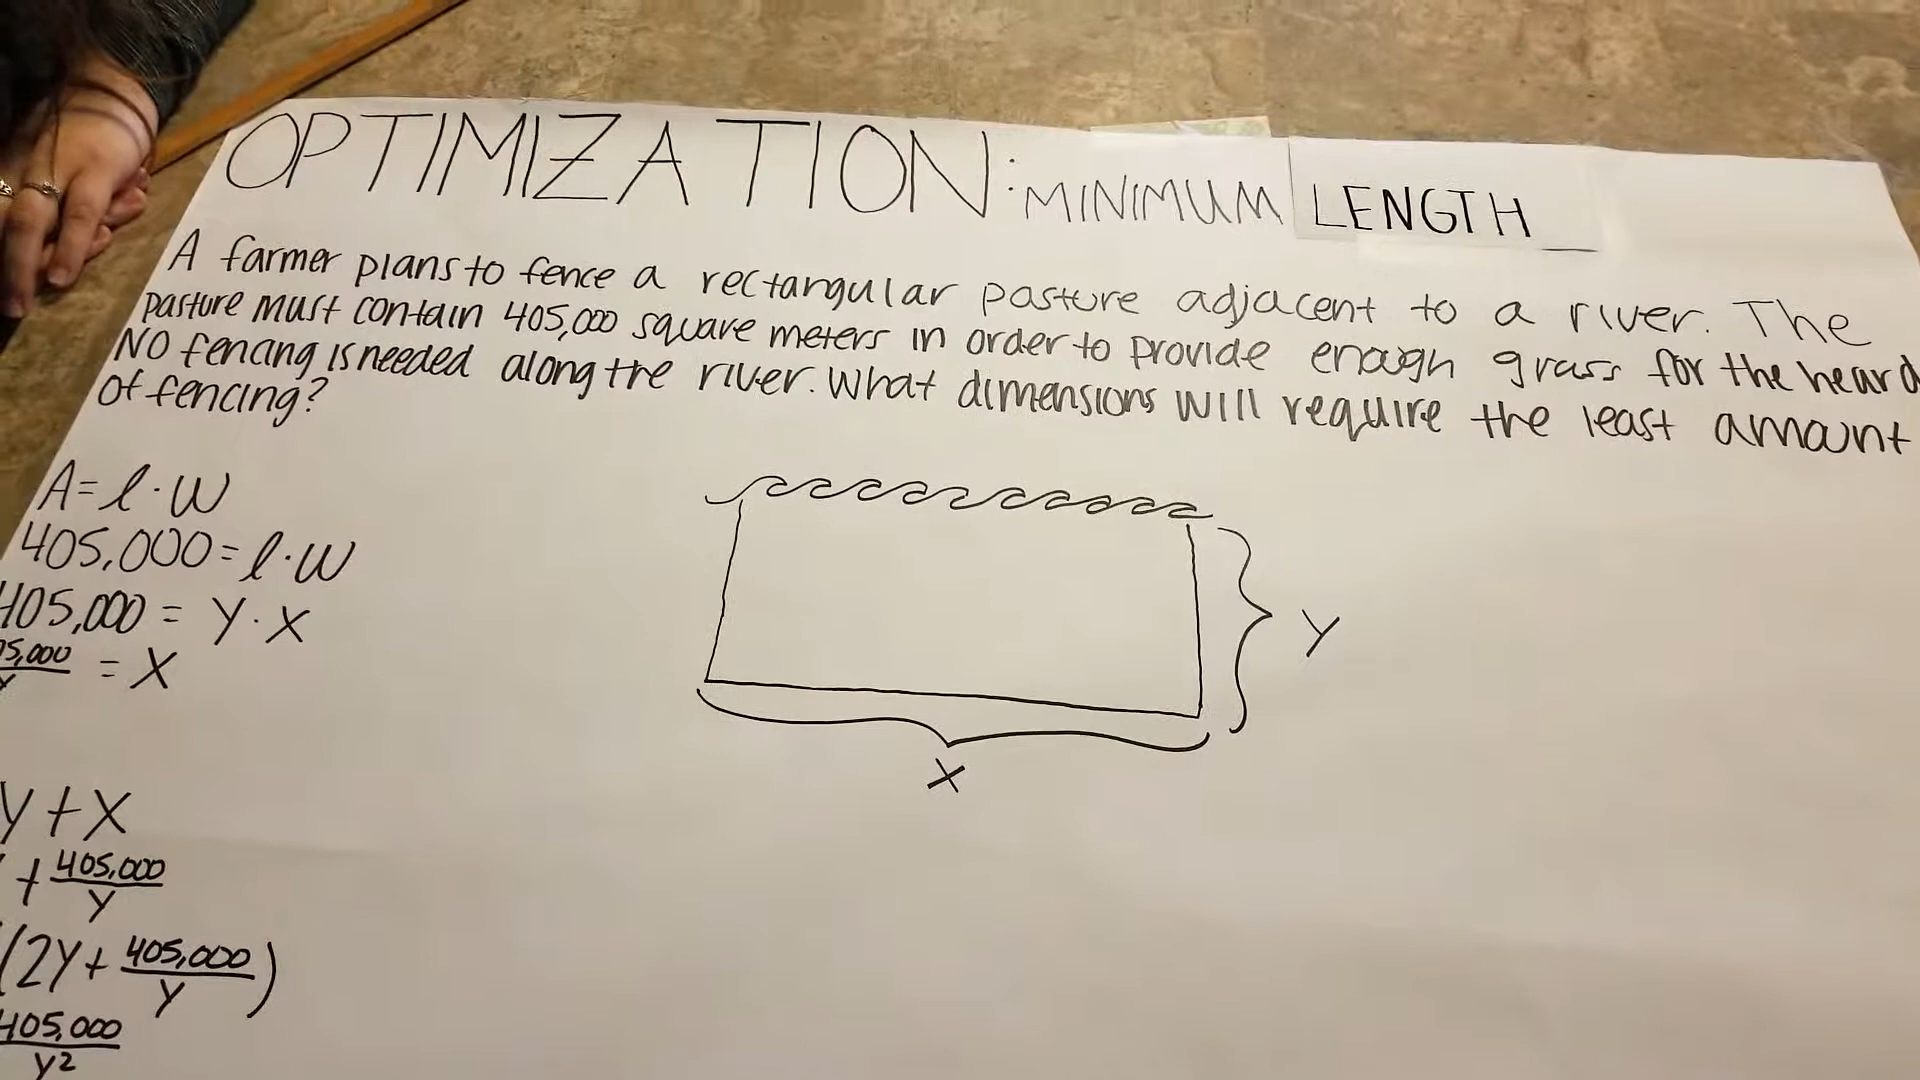 OPTIMIZATION: MINIMUM LENGTH
A farmer plans to fence a rectangular pasture adjacent to a river. The
pasture must contain 405,000 square meters in order to provide enough grass for the heard
NO fencing is needed along the river. What dimensions will require the least amount
of fencing?
A = l · W
405,000 = l · W
405,000 = Y · X
5,000 = X
Y
X
Y + X
+ 405,000
Y
(2Y + 405,000)
Y
405,000
Y²